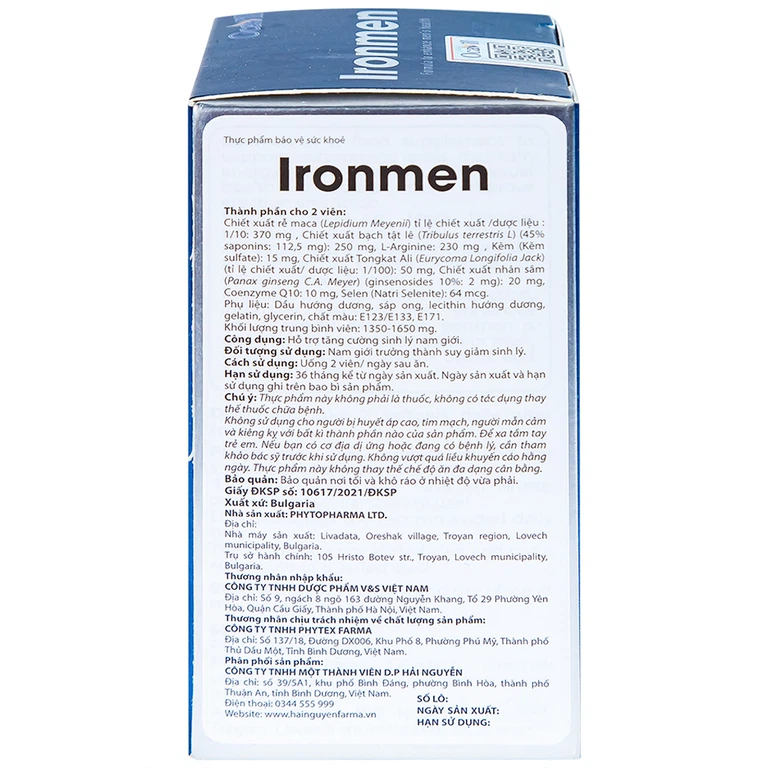 Ironmen
Formula to enhance men's health
Thực phẩm bảo vệ sức khoẻ
Ironmen
Thành phần cho 2 viên:
Chiết xuất rễ maca (Lepidium Meyenii) tỉ lệ chiết xuất /dược liệu :
1/10: 370 mg , Chiết xuất bạch tật lê (Tribulus terrestris L) (45%
saponins: 112,5 mg): 250 mg, L-Arginine: 230 mg , Kẽm (Kẽm
sulfate): 15 mg, Chiết xuất Tongkat Ali (Eurycoma Longifolia Jack)
(tỉ lệ chiết xuất/ dược liệu: 1/100): 50 mg, Chiết xuất nhân sâm
(Panax ginseng C.A. Meyer) (ginsenosides 10%: 2 mg): 20 mg,
Coenzyme Q10: 10 mg, Selen (Natri Selenite): 64 mcg.
Phụ liệu: Dầu hướng dương, sáp ong, lecithin hướng dương,
gelatin, glycerin, chất màu: E123/E133, E171.
Khối lượng trung bình viên: 1350-1650 mg.
Công dụng: Hỗ trợ tăng cường sinh lý nam giới.
Đối tượng sử dụng: Nam giới trưởng thành suy giảm sinh lý.
Cách sử dụng: Uống 2 viên/ ngày sau ăn.
Hạn sử dụng: 36 tháng kể từ ngày sản xuất. Ngày sản xuất và hạn
sử dụng ghi trên bao bì sản phẩm.
Chú ý: Thực phẩm này không phải là thuốc, không có tác dụng thay
thế thuốc chữa bệnh.
Không sử dụng cho người bị huyết áp cao, tim mạch, người mẫn cảm
và kiêng kỵ với bất kì thành phần nào của sản phẩm. Để xa tầm tay
trẻ em. Nếu bạn có cơ địa dị ứng hoặc đang có bệnh lý, cần tham
khảo bác sỹ trước khi sử dụng. Không vượt quá liều khuyến cáo hằng
ngày. Thực phẩm này không thay thế chế độ ăn đa dạng cân bằng.
Bảo quản: Bảo quản nơi tối và khô ráo ở nhiệt độ vừa phải.
Giấy ĐKSP số: 10617/2021/ĐKSP
Xuất xứ: Bulgaria
Nhà sản xuất: PHYTOPHARMA LTD.
Địa chỉ:
Nhà máy sản xuất: Livadata, Oreshak village, Troyan region, Lovech
municipality, Bulgaria.
Trụ sở hành chính: 105 Hristo Botev str., Troyan, Lovech municipality,
Bulgaria.
Thương nhân nhập khẩu:
CÔNG TY TNHH DƯỢC PHẨM V&S VIỆT NAM
Địa chỉ: Số 9, ngách 8 ngõ 163 đường Nguyễn Khang, Tổ 29 Phường Yên
Hòa, Quận Cầu Giấy, Thành phố Hà Nội, Việt Nam.
Thương nhân chịu trách nhiệm về chất lượng sản phẩm:
CÔNG TY TNHH PHYTEX FARMA
Địa chỉ: Số 137/18, Đường DX006, Khu Phố 8, Phường Phú Mỹ, Thành phố
Thủ Dầu Một, Tỉnh Bình Dương, Việt Nam.
Phân phối sản phẩm:
CÔNG TY TNHH MỘT THÀNH VIÊN D.P HẢI NGUYÊN
Địa chỉ: số 39/5A1, khu phố Bình Đáng, phường Bình Hòa, thành phố
Thuận An, tỉnh Bình Dương, Việt Nam.
Điện thoại: 0344 555 999
Website: www.hainguyenfarma.vn
SỐ LÔ:
NGÀY SẢN XUẤT:
HẠN SỬ DỤNG: